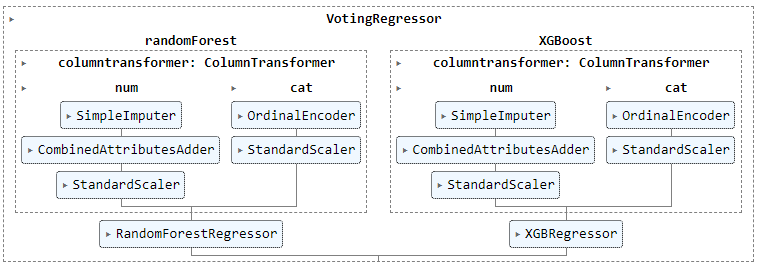 VotingRegressor
randomForest XGBoost
columntransformer: ColumnTransformer columntransformer: ColumnTransformer
num cat num cat
SimpleImputer OrdinalEncoder SimpleImputer OrdinalEncoder
CombinedAttributesAdder StandardScaler CombinedAttributesAdder StandardScaler
StandardScaler StandardScaler
RandomForestRegressor XGBRegressor